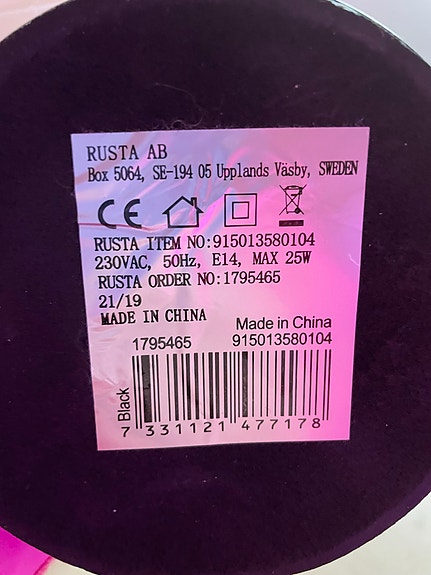 RUSTA AB
Box 5064, SE-194 05 Upplands Väsby, SWEDEN
CE
RUSTA ITEM NO:915013580104
230VAC, 50Hz, E14, MAX 25W
RUSTA ORDER NO:1795465
21/19
MADE IN CHINA
Made in China
1795465 915013580104
Black
7 331121 477178